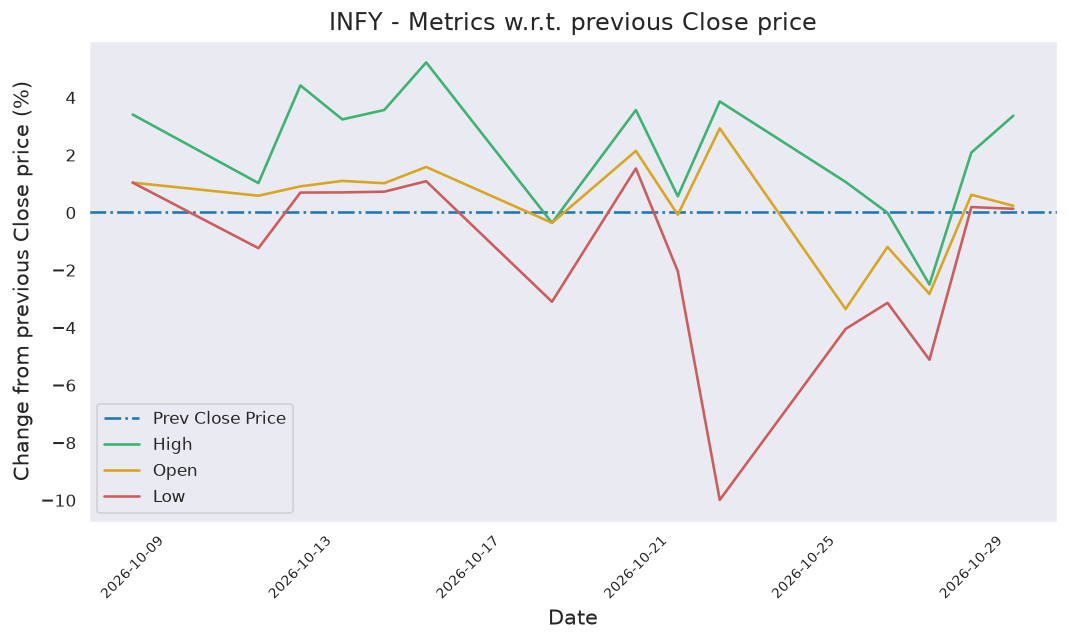 INFY - Metrics w.r.t. previous Close price
Change from previous Close price (%)
4
2
0
−2
−4
−6
−8
−10
Prev Close Price
High
Open
Low
2026-10-09
2026-10-13
2026-10-17
2026-10-21
2026-10-25
2026-10-29
Date